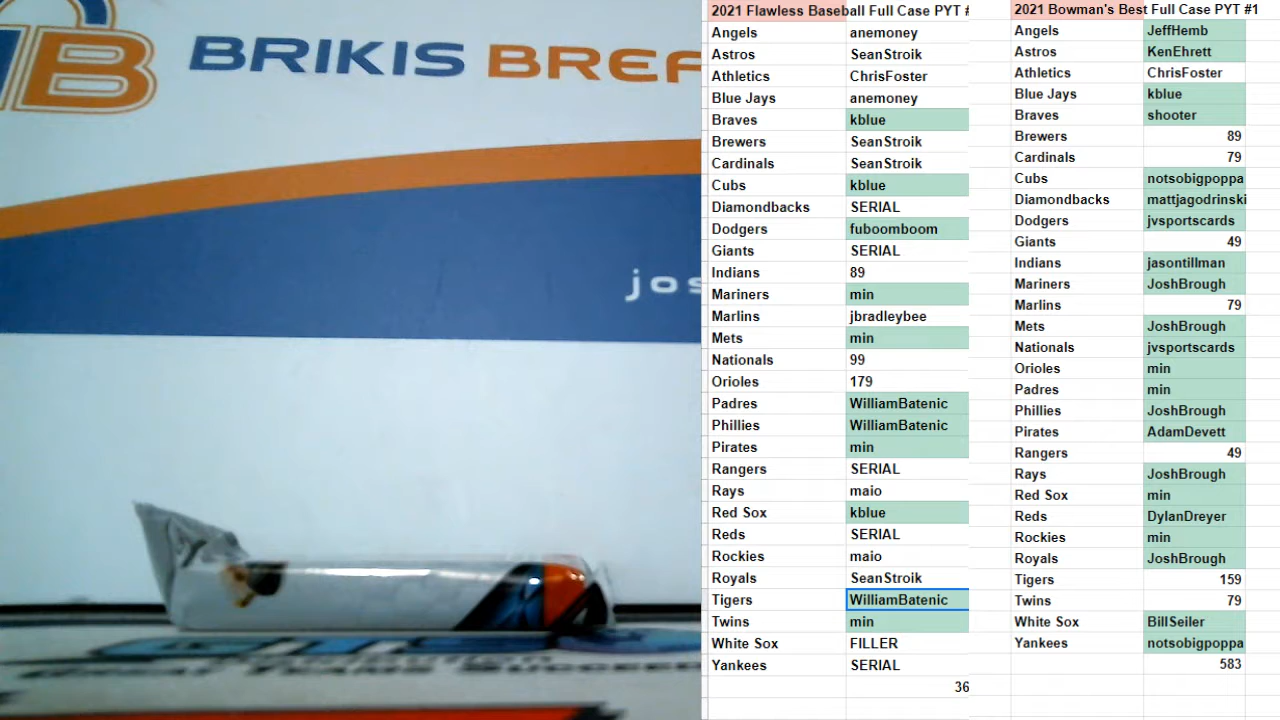 BRIKIS BREA
jos
2021 Flawless Baseball Full Case PYT #
Angels anemoney
Astros SeanStroik
Athletics ChrisFoster
Blue Jays anemoney
Braves kblue
Brewers SeanStroik
Cardinals SeanStroik
Cubs kblue
Diamondbacks SERIAL
Dodgers fuboomboom
Giants SERIAL
Indians 89
Mariners min
Marlins jbradleybee
Mets min
Nationals 99
Orioles 179
Padres WilliamBatenic
Phillies WilliamBatenic
Pirates min
Rangers SERIAL
Rays maio
Red Sox kblue
Reds SERIAL
Rockies maio
Royals SeanStroik
Tigers WilliamBatenic
Twins min
White Sox FILLER
Yankees SERIAL
36
2021 Bowman's Best Full Case PYT #1
Angels JeffHemb
Astros KenEhrett
Athletics ChrisFoster
Blue Jays kblue
Braves shooter
Brewers 89
Cardinals 79
Cubs notsobigpoppa
Diamondbacks mattjagodrinski
Dodgers jvsportscards
Giants 49
Indians jasontillman
Mariners JoshBrough
Marlins 79
Mets JoshBrough
Nationals jvsportscards
Orioles min
Padres min
Phillies JoshBrough
Pirates AdamDevett
Rangers 49
Rays JoshBrough
Red Sox min
Reds DylanDreyer
Rockies min
Royals JoshBrough
Tigers 159
Twins 79
White Sox BillSeiler
Yankees notsobigpoppa
583